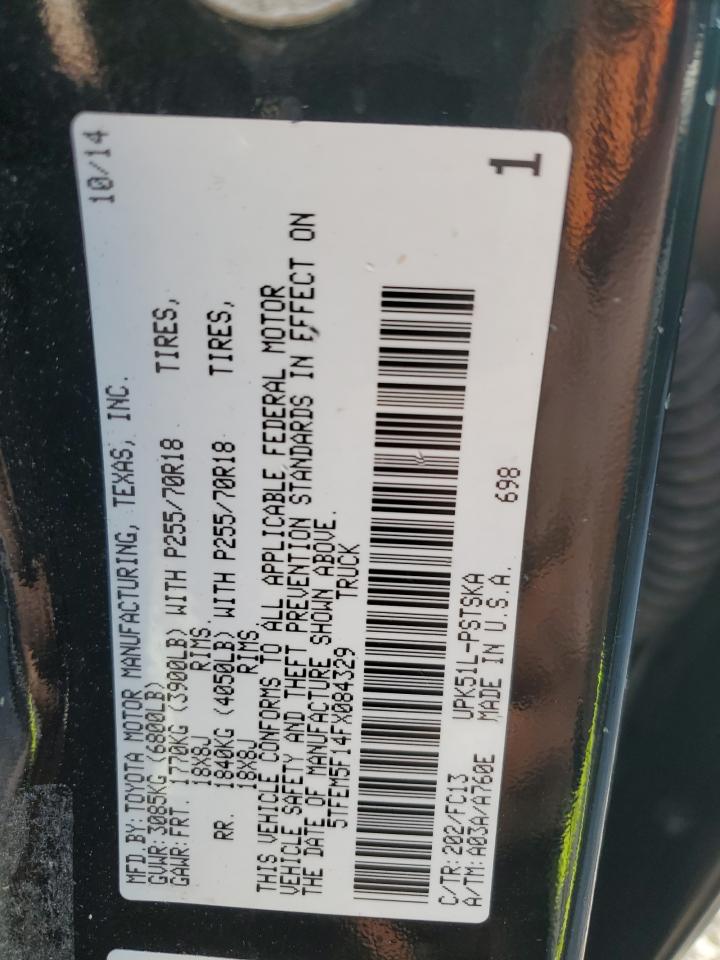 MFD.BY:TOYOTA MOTOR MANUFACTURING, TEXAS, INC. 10/14
GVWR:3085KG (6800LB)
GAWR:FRT. 1770KG (3900LB) WITH P255/70R18 TIRES,
18X8J RIMS.
RR. 1840KG (4050LB) WITH P255/70R18 TIRES,
18X8J RIMS
THIS VEHICLE CONFORMS TO ALL APPLICABLE FEDERAL MOTOR
VEHICLE SAFETY AND THEFT PREVENTION STANDARDS IN EFFECT ON
THE DATE OF MANUFACTURE SHOWN ABOVE.
5TFEM5F14FX084329 TRUCK
C/TR:202/FC13 UPK51L-PSTSKA 698
A/TM:A03A/A760E MADE IN U.S.A.
1